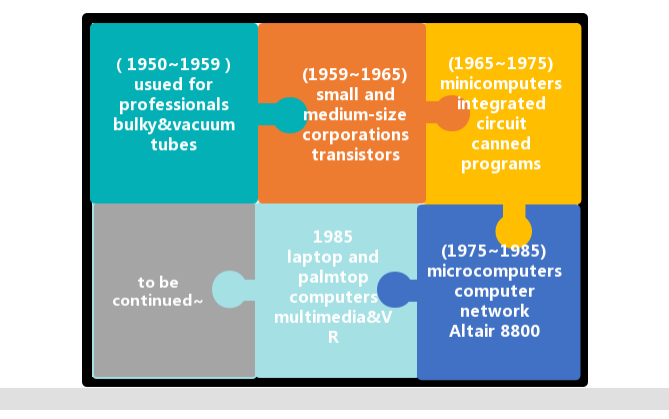 ( 1950~1959 )
usued for
professionals
bulky&vacuum
tubes
(1959~1965)
small and
medium-size
corporations
transistors
(1965~1975)
minicomputers
integrated
circuit
canned
programs
(1975~1985)
microcomputers
computer
network
Altair 8800
1985
laptop and
palmtop
computers
multimedia&V
R
to be
continued~